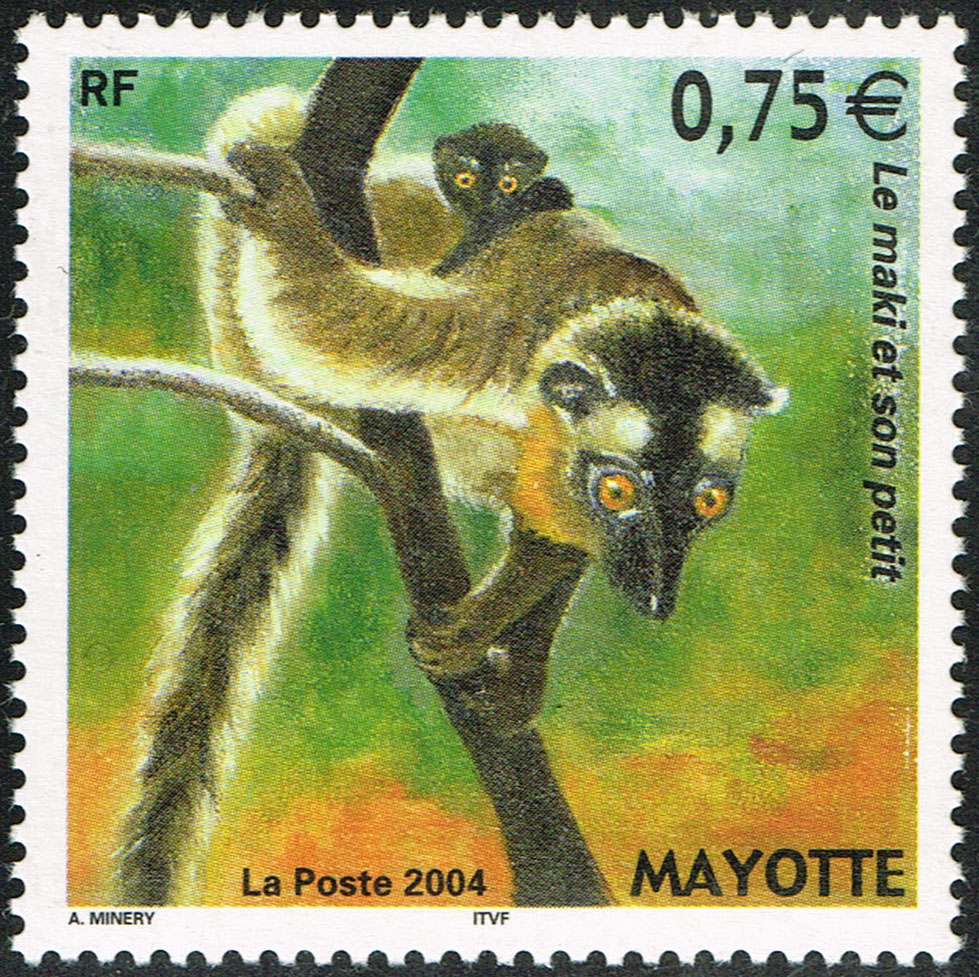 RF
0,75 €
Le maki et son petit
La Poste 2004
MAYOTTE
A. MINERY
ITVF